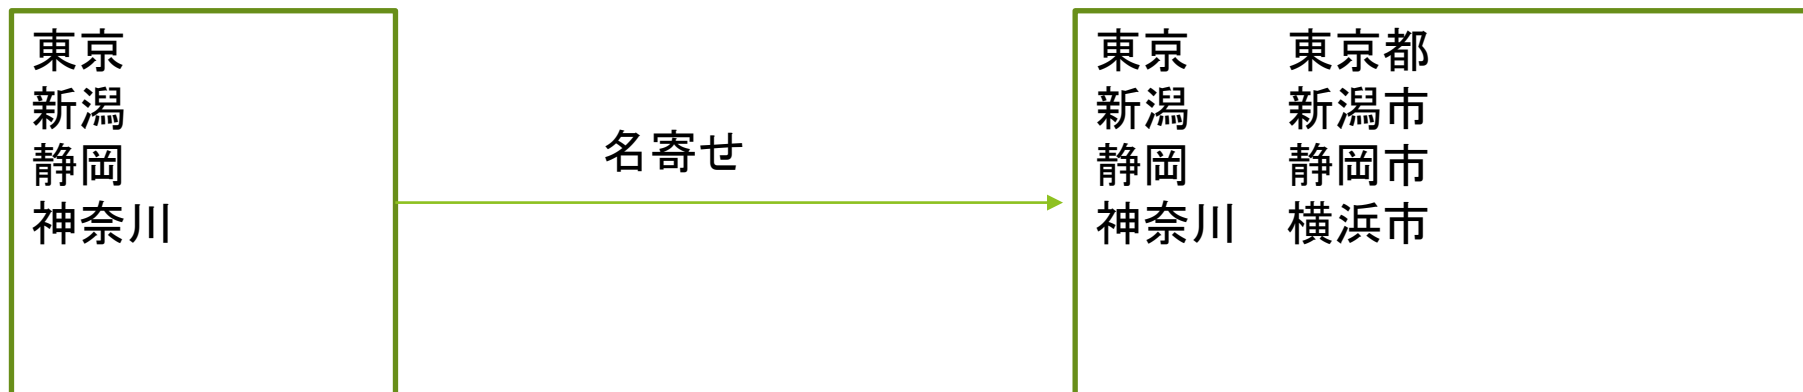 東京
新潟
静岡
神奈川
名寄せ
東京　東京都
新潟　新潟市
静岡　静岡市
神奈川　横浜市